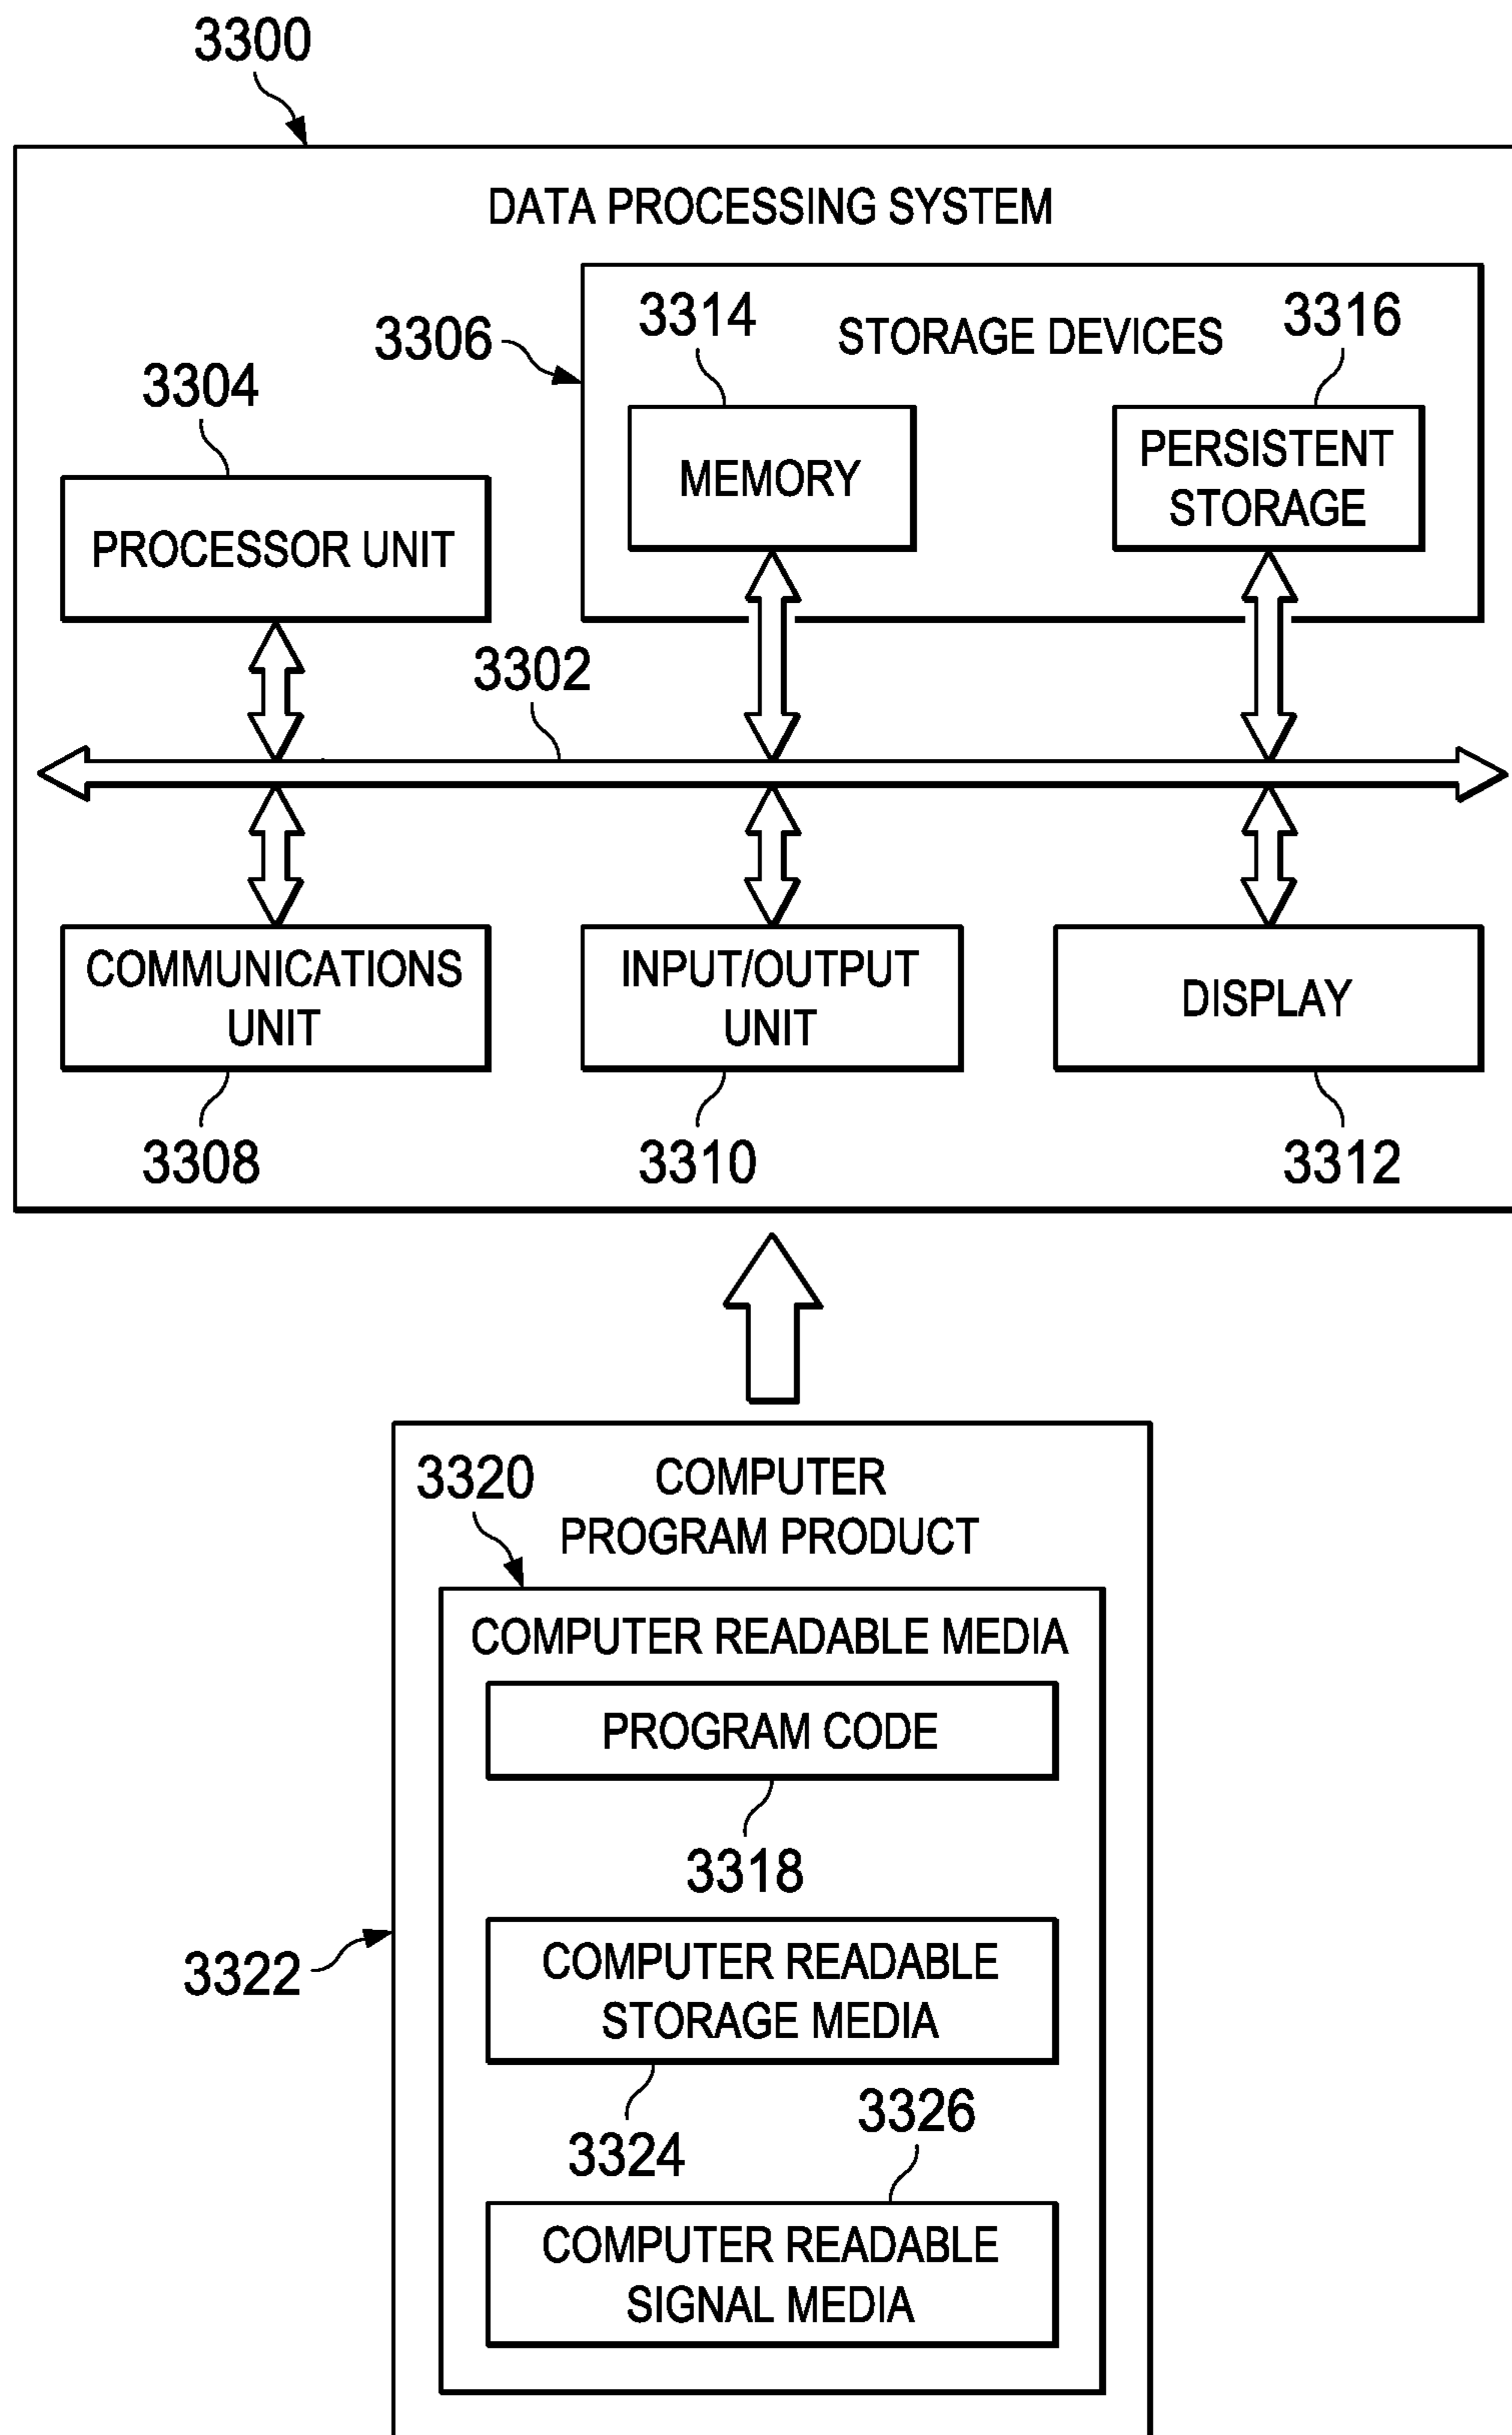 3300
DATA PROCESSING SYSTEM
3306
3314
STORAGE DEVICES
3316
3304
MEMORY
PERSISTENT
STORAGE
PROCESSOR UNIT
3302
COMMUNICATIONS
UNIT
INPUT/OUTPUT
UNIT
DISPLAY
3308
3310
3312
3320
COMPUTER
PROGRAM PRODUCT
COMPUTER READABLE MEDIA
PROGRAM CODE
3318
3322
COMPUTER READABLE
STORAGE MEDIA
3324
3326
COMPUTER READABLE
SIGNAL MEDIA